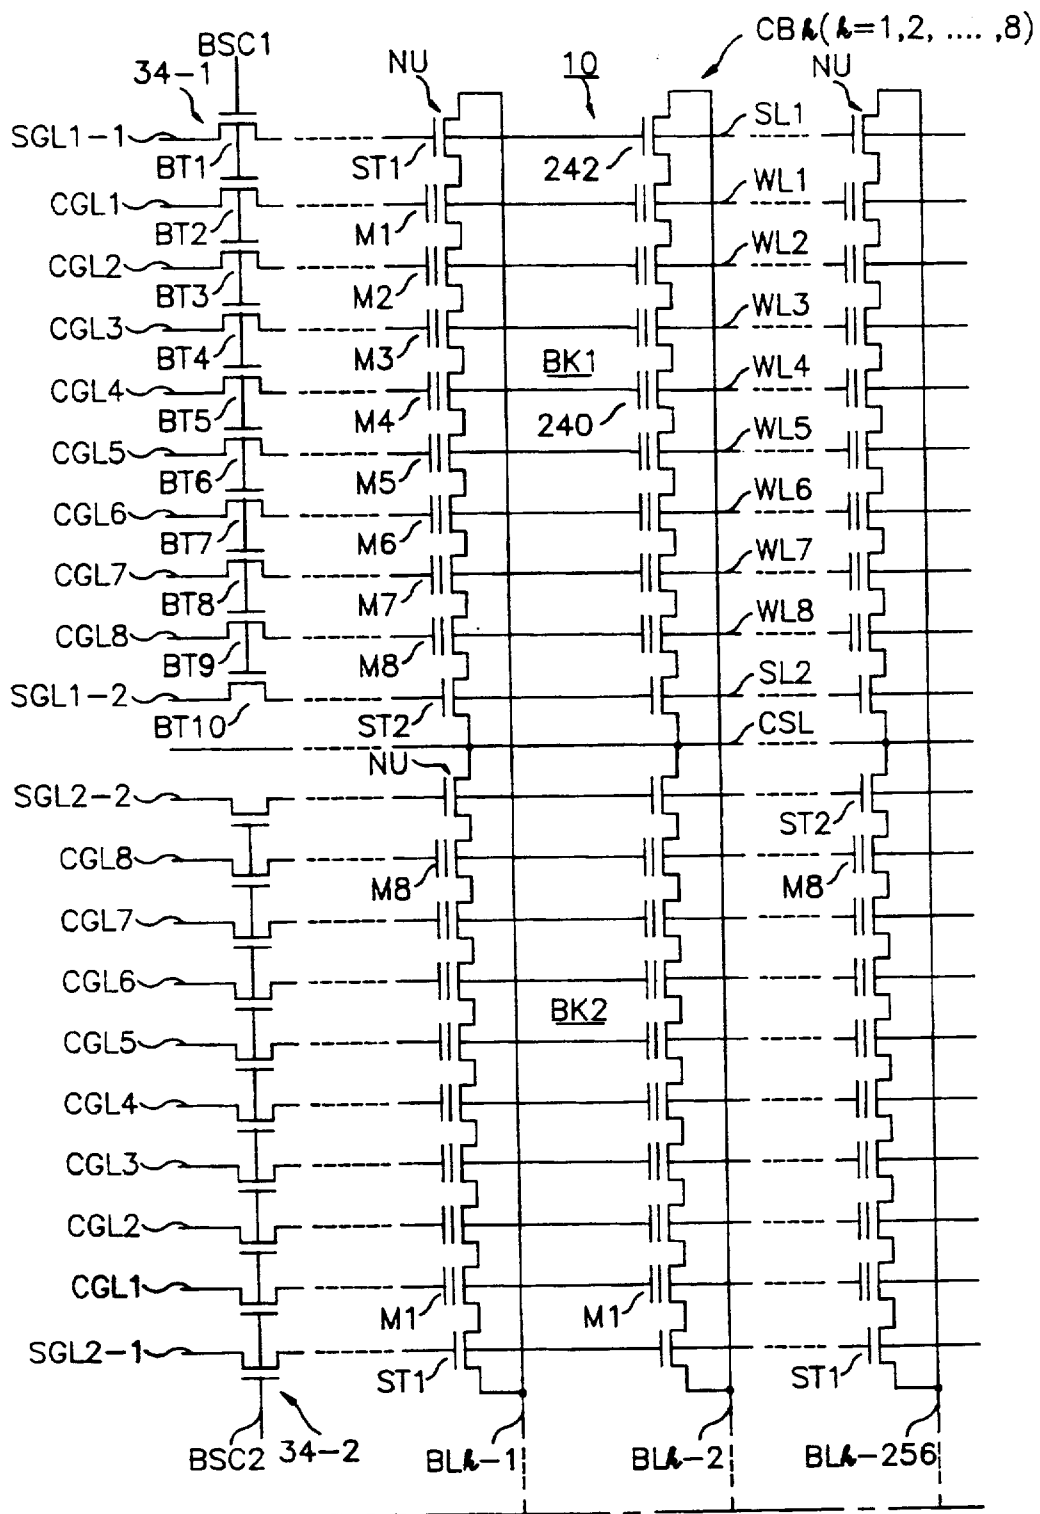 CBk(k=1,2, .... ,8)
BSC1
NU
10
NU
34-1
SGL1-1
BT1
ST1
242
SL1
CGL1
BT2
M1
WL1
CGL2
BT3
M2
WL2
CGL3
BT4
M3
BK1
WL3
CGL4
BT5
M4
240
WL4
CGL5
BT6
M5
WL5
CGL6
BT7
M6
WL6
CGL7
BT8
M7
WL7
CGL8
BT9
M8
WL8
SGL1-2
BT10
ST2
SL2
CSL
NU
SGL2-2
ST2
CGL8
M8
M8
CGL7
CGL6
BK2
CGL5
CGL4
CGL3
CGL2
CGL1
M1
M1
SGL2-1
ST1
ST1
BSC2
34-2
BLk-1
BLk-2
BLk-256